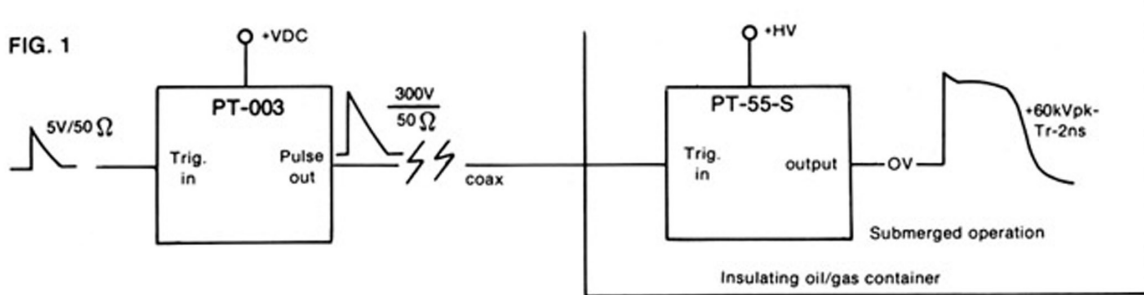 FIG. 1
+VDC
PT-003
5V/50 Ω
Trig.
in
Pulse
out
300V
50 Ω
coax
+HV
PT-55-S
Trig.
in
output
OV
+60kVpk-
Tr-2ns
Submerged operation
Insulating oil/gas container